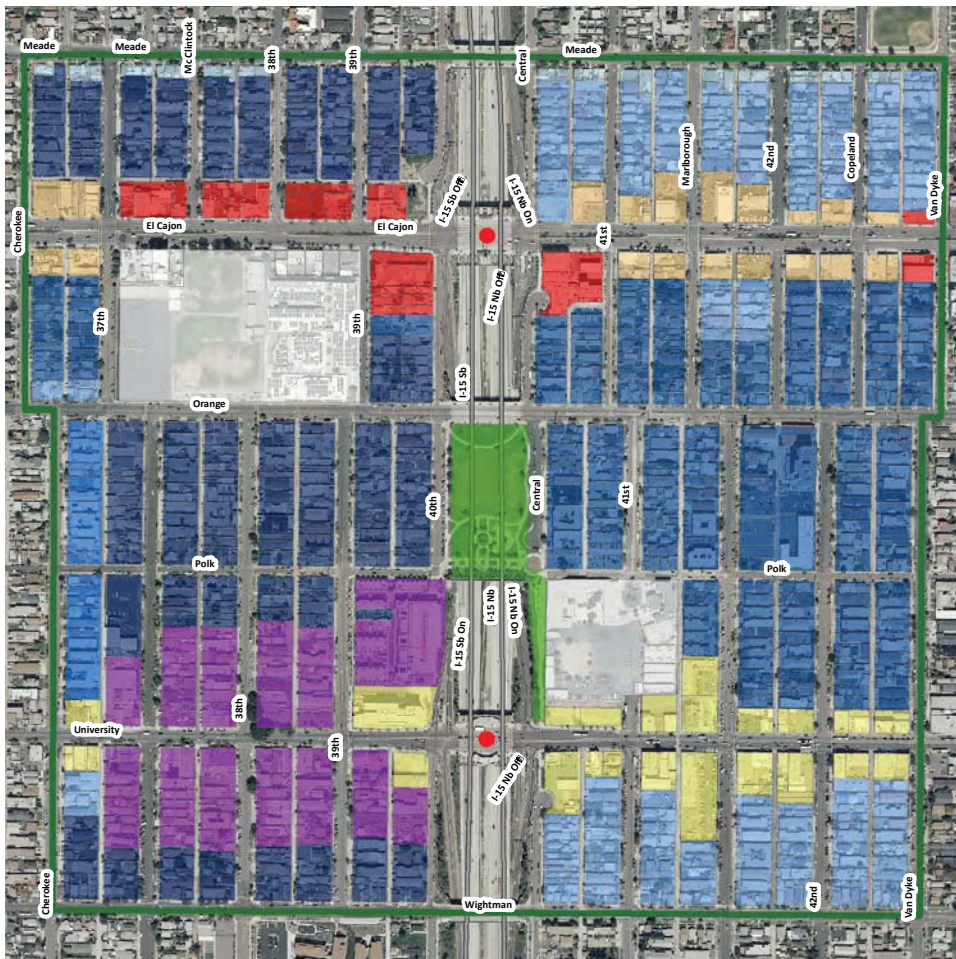 Meade
Meade
McClintock
38th
39th
Central
Meade
Marlborough
42nd
Copeland
Van Dyke
I-15 Sb Off
I-15 Nb On
Cherokee
El Cajon
El Cajon
41st
37th
39th
I-15 Nb Off
I-15 Sb
Orange
40th
Central
41st
Polk
Polk
I-15 Nb
I-15 Nb On
I-15 Sb On
38th
University
39th
I-15 Nb Off
Cherokee
Wightman
42nd
Van Dyke